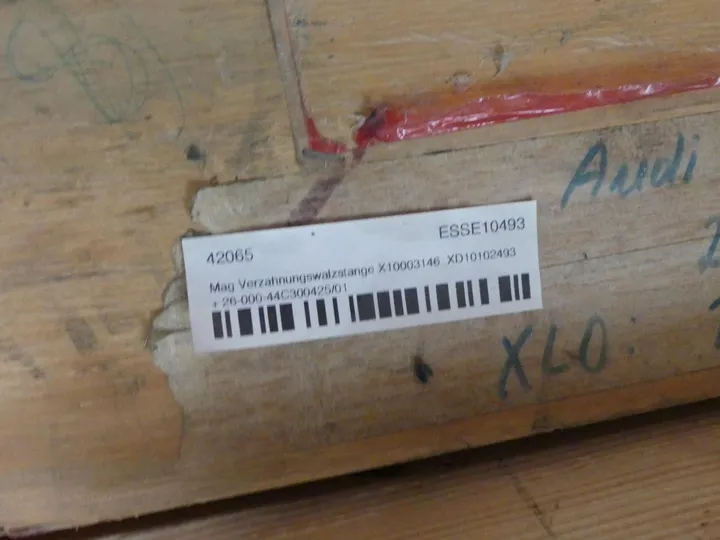 Audi
42065 ESSE10493
Mag Verzahnungswalzstange X10003146 XD10102493
+ 26-000-44C300425/01
XLO: